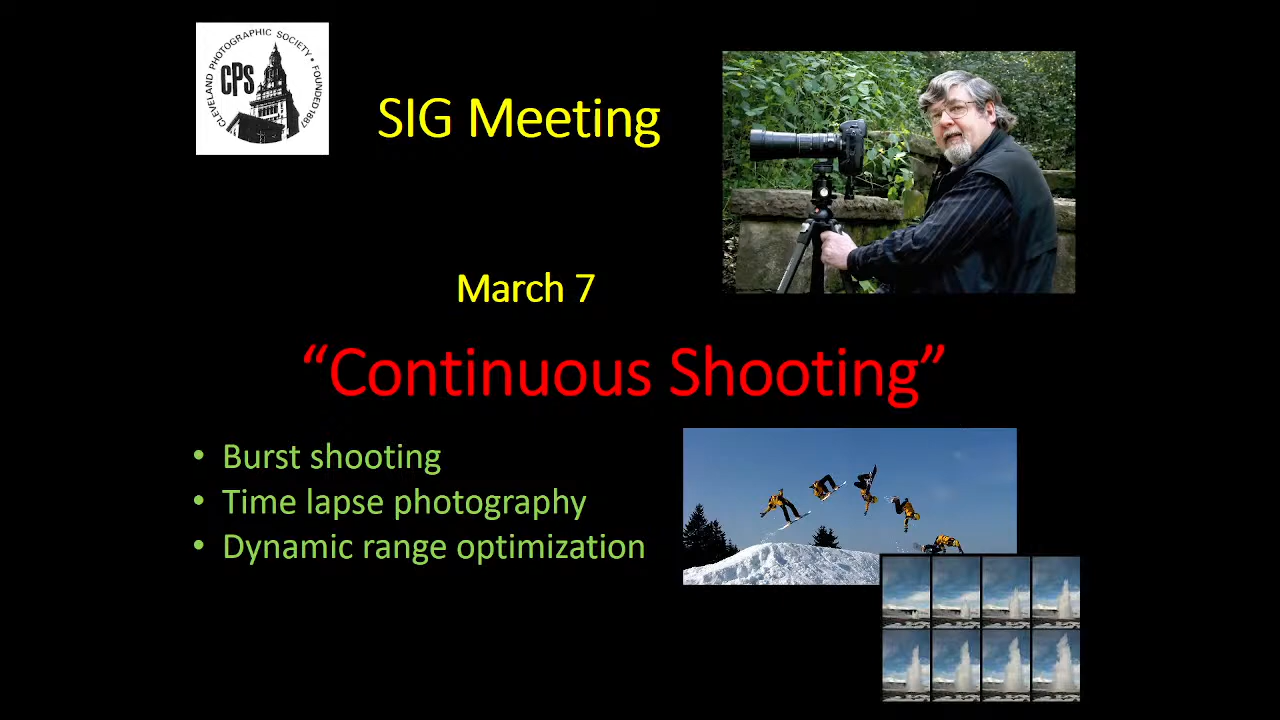 CLEVELAND PHOTOGRAPHIC SOCIETY • FOUNDED 1887
CPS
SIG Meeting
March 7
“Continuous Shooting”
• Burst shooting
• Time lapse photography
• Dynamic range optimization